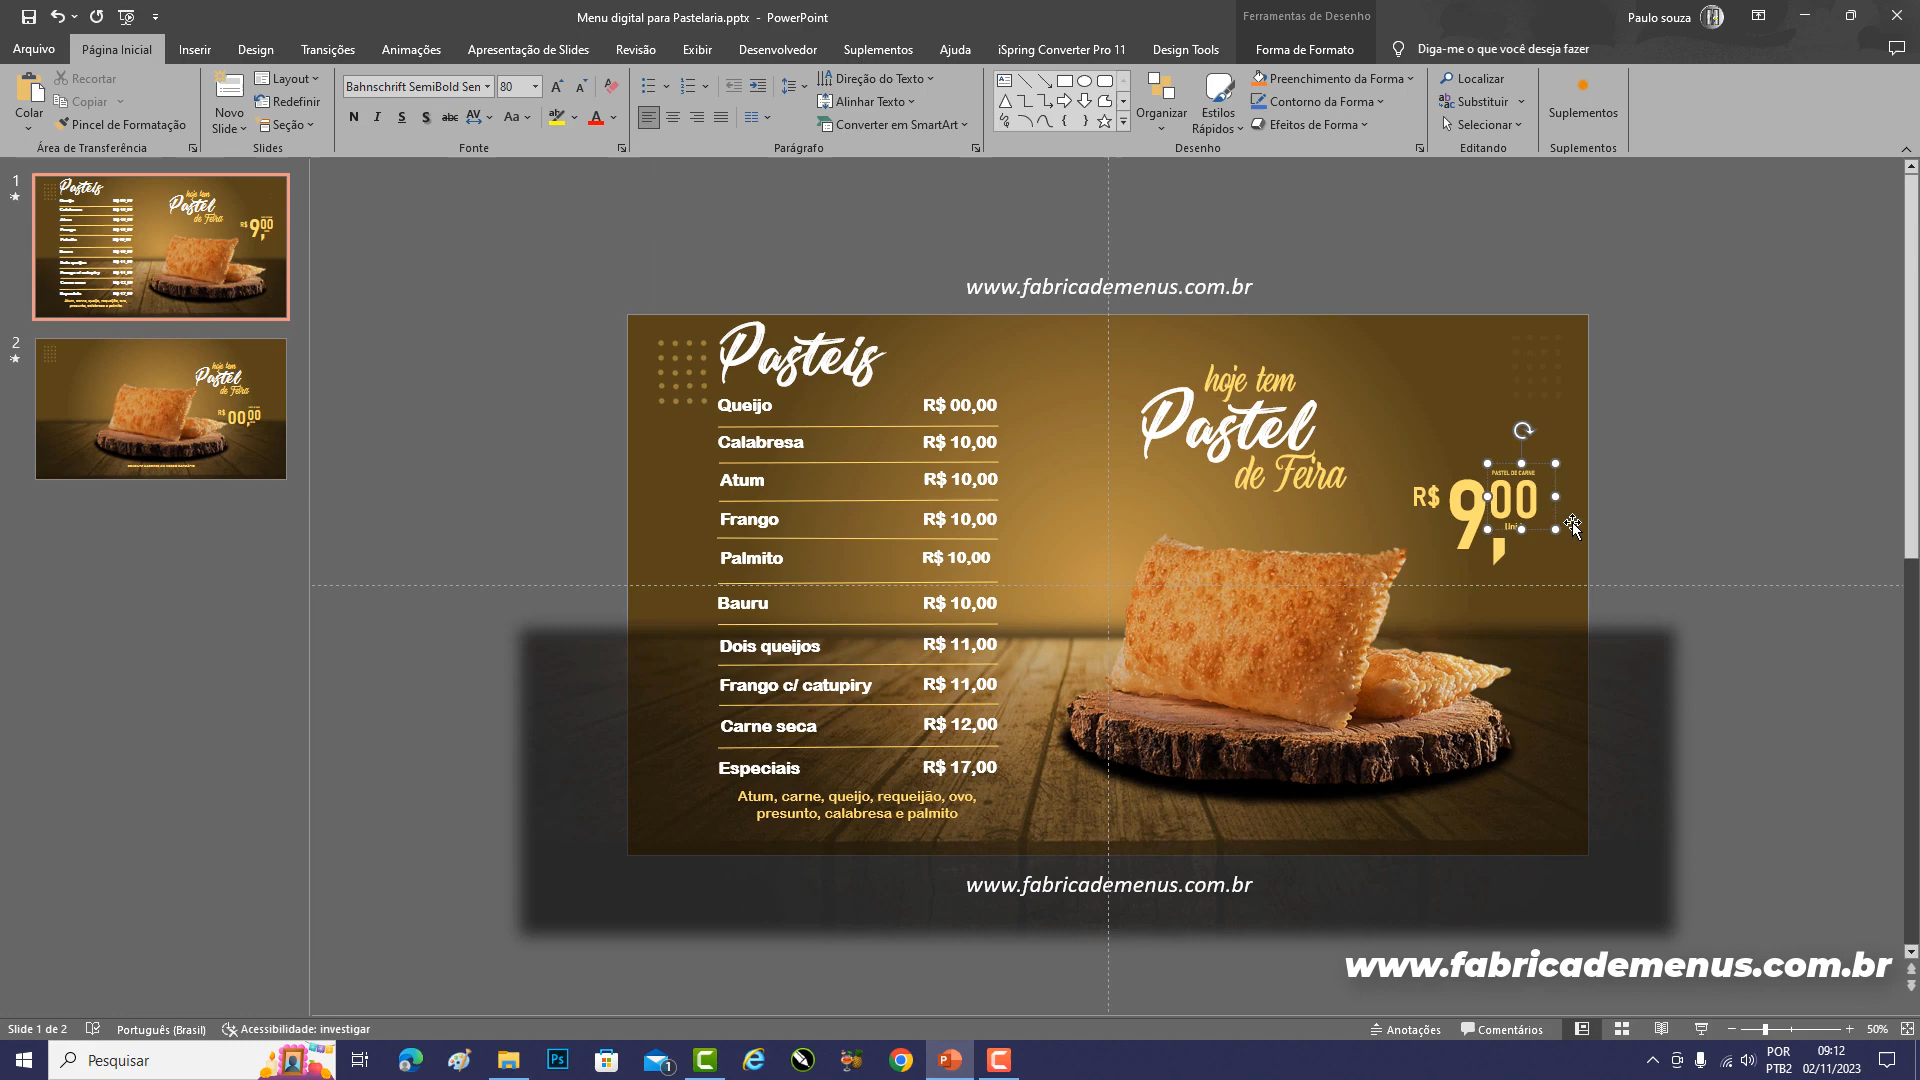 Menu digital para Pastelaria.pptx - PowerPoint
Ferramentas de Desenho
Paulo souza
Arquivo
Página Inicial
Inserir
Design
Transições
Animações
Apresentação de Slides
Revisão
Exibir
Desenvolvedor
Suplementos
Ajuda
iSpring Converter Pro 11
Design Tools
Forma de Formato
Diga-me o que você deseja fazer
Colar
Recortar
Copiar
Pincel de Formatação
Área de Transferência
Novo
Slide
Layout
Redefinir
Seção
Slides
Bahnschrift SemiBold Sen
80
N I S S abc AV Aa
Fonte
Direção do Texto
Alinhar Texto
Converter em SmartArt
Parágrafo
Organizar
Estilos
Rápidos
Preenchimento da Forma
Contorno da Forma
Efeitos de Forma
Desenho
Localizar
Substituir
Selecionar
Editando
Suplementos
Suplementos
1
2
www.fabricademenus.com.br
Pasteis
Queijo R$ 00,00
Calabresa R$ 10,00
Atum R$ 10,00
Frango R$ 10,00
Palmito R$ 10,00
Bauru R$ 10,00
Dois queijos R$ 11,00
Frango c/ catupiry R$ 11,00
Carne seca R$ 12,00
Especiais R$ 17,00
Atum, carne, queijo, requeijão, ovo,
presunto, calabresa e palmito
hoje tem
Pastel
de Feira
PASTEL DE CARNE
R$ 9,00
www.fabricademenus.com.br
www.fabricademenus.com.br
Slide 1 de 2
Português (Brasil)
Acessibilidade: investigar
Anotações
Comentários
50%
Pesquisar
POR
PTB2
09:12
02/11/2023